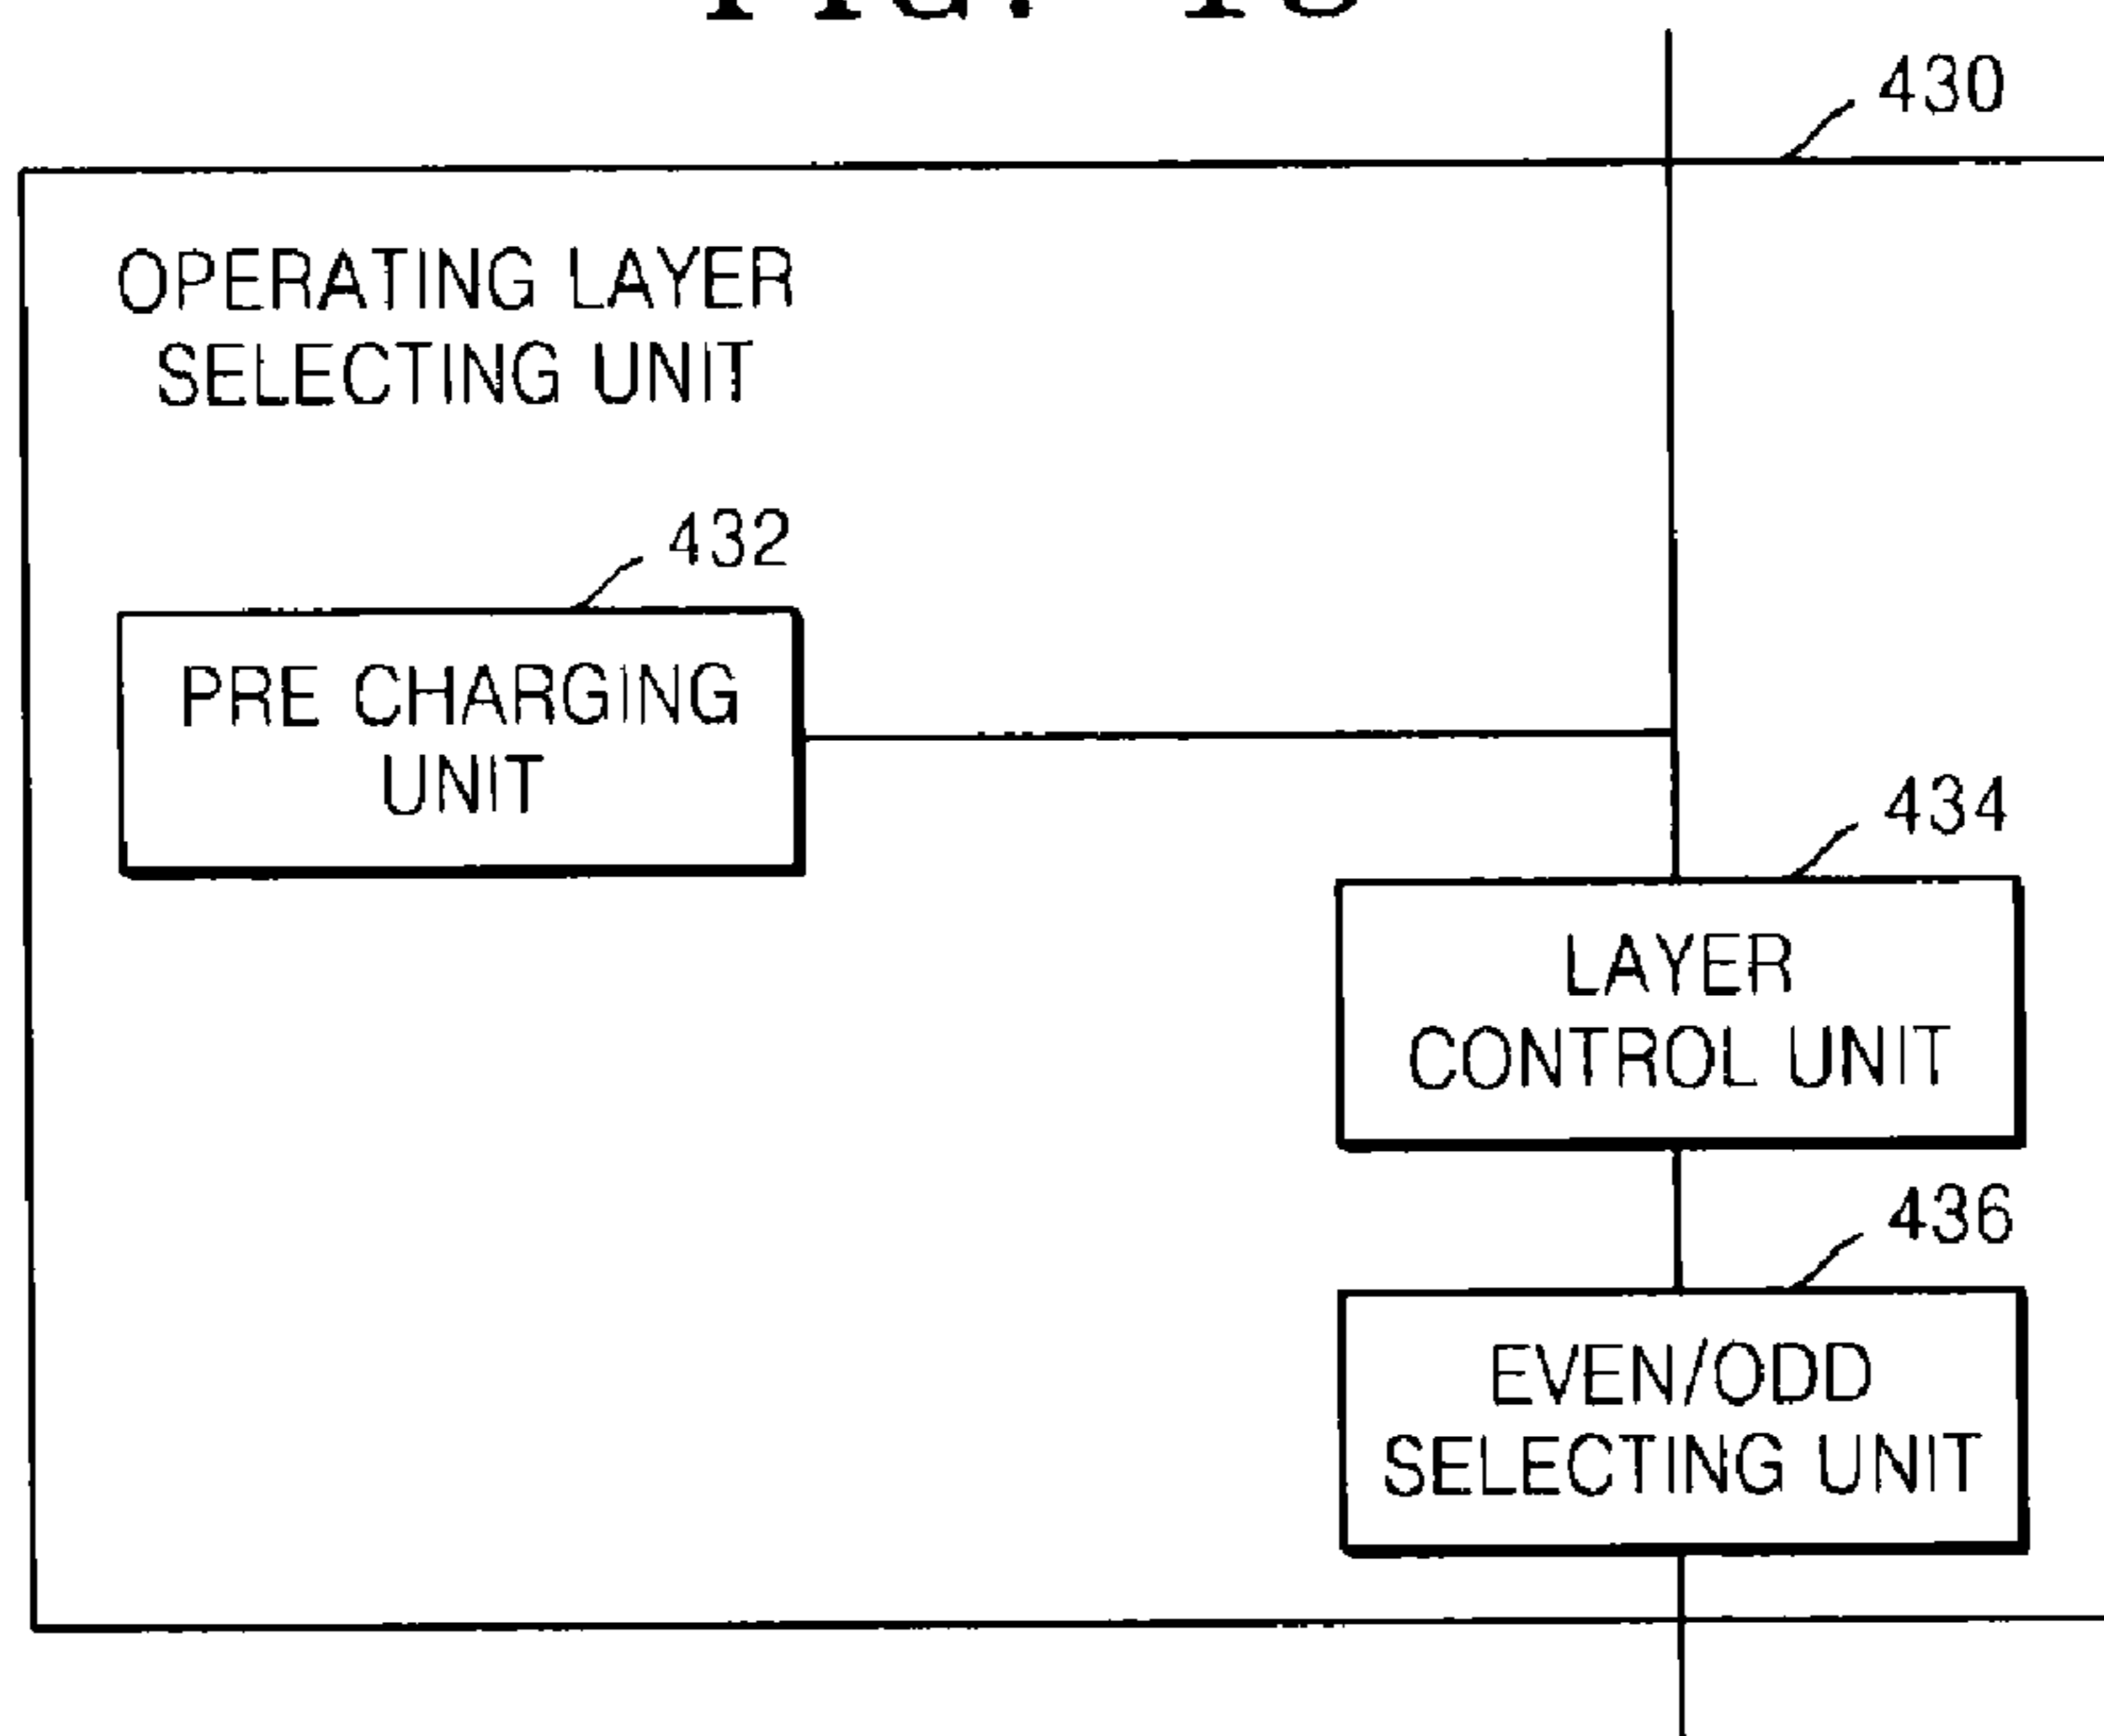 430
OPERATING LAYER
SELECTING UNIT
432
PRE CHARGING
UNIT
434
LAYER
CONTROL UNIT
436
EVEN/ODD
SELECTING UNIT